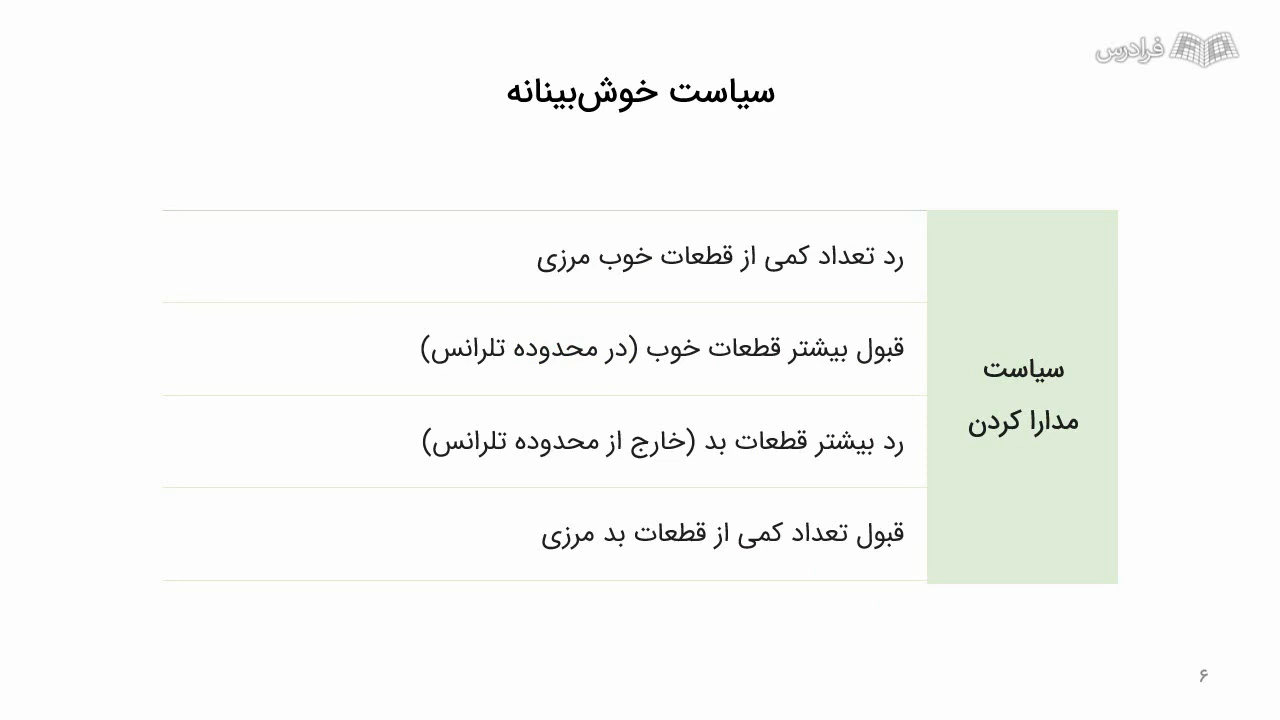 فرادرس
سیاست خوش‌بینانه
سیاست
مدارا کردن
رد تعداد کمی از قطعات خوب مرزی
قبول بیشتر قطعات خوب (در محدوده تلرانس)
رد بیشتر قطعات بد (خارج از محدوده تلرانس)
قبول تعداد کمی از قطعات بد مرزی
۶